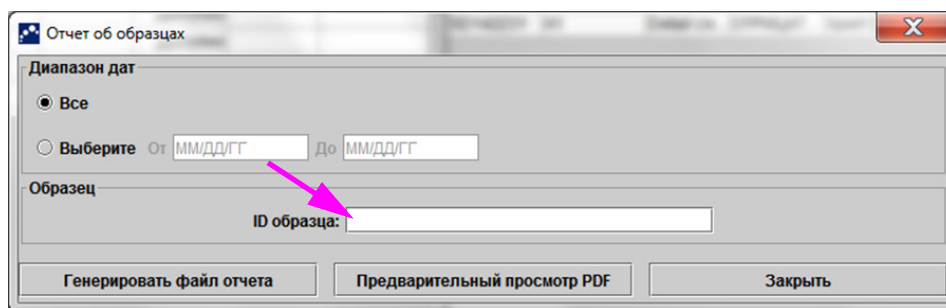 Отчет об образцах
Диапазон дат
Все
Выберите От ММ/ДД/ГГ До ММ/ДД/ГГ
Образец
ID образца:
Генерировать файл отчета Предварительный просмотр PDF Закрыть